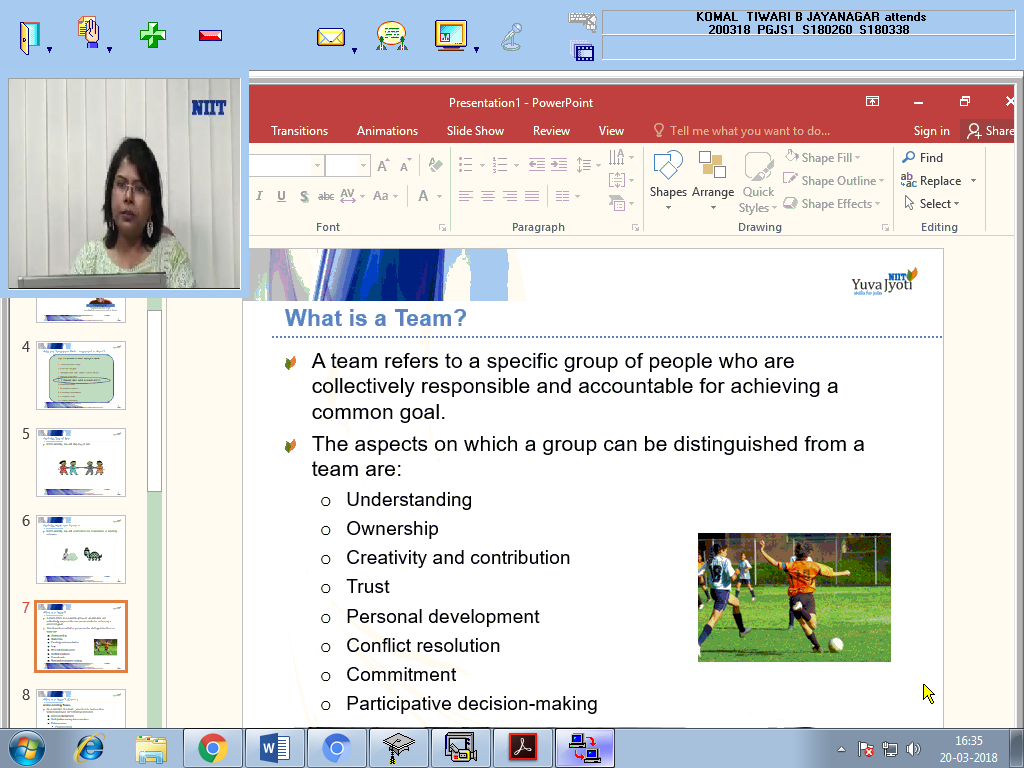 KOMAL TIWARI B JAYANAGAR attends
200318 PGJS1 S180260 S180338
NIIT
Presentation1 - PowerPoint
Transitions Animations Slide Show Review View Tell me what you want to do... Sign in Share
A A
I U S abc AV Aa A
Font
Paragraph
Shapes Arrange Quick Styles
Shape Fill
Shape Outline
Shape Effects
Drawing
Find
Replace
Select
Editing
NIIT
Yuva Jyoti
What is a Team?
A team refers to a specific group of people who are
collectively responsible and accountable for achieving a
common goal.
The aspects on which a group can be distinguished from a
team are:
o Understanding
o Ownership
o Creativity and contribution
o Trust
o Personal development
o Conflict resolution
o Commitment
o Participative decision-making
4
5
6
7
8
16:35
20-03-2018